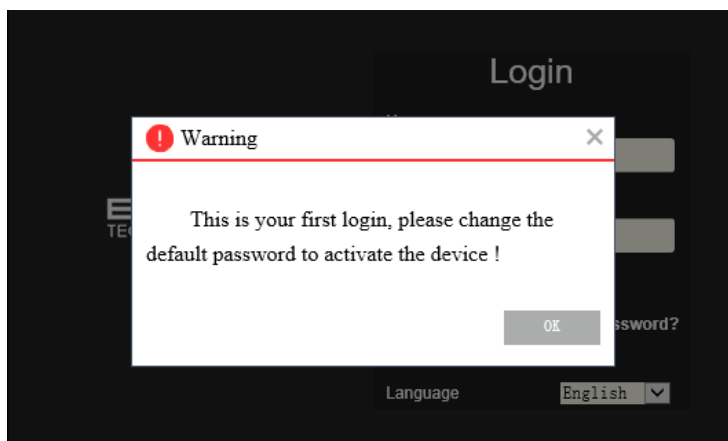 Login
Warning
This is your first login, please change the
default password to activate the device !
OK
Language English